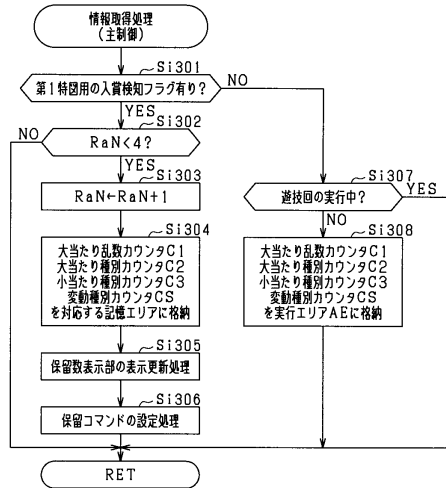 情報取得処理
(主制御)
Si301
第1特図用の入賞検知フラグ有り?
NO
YES
Si302
NO
RaN<4?
YES
Si303
RaN←RaN+1
Si304
大当たり乱数カウンタC1
大当たり種別カウンタC2
小当たり種別カウンタC3
変動種別カウンタCS
を対応する記憶エリアに格納
Si305
保留数表示部の表示更新処理
Si306
保留コマンドの設定処理
Si307
遊技回の実行中?
YES
NO
Si308
大当たり乱数カウンタC1
大当たり種別カウンタC2
小当たり種別カウンタC3
変動種別カウンタCS
を実行エリアAEに格納
RET